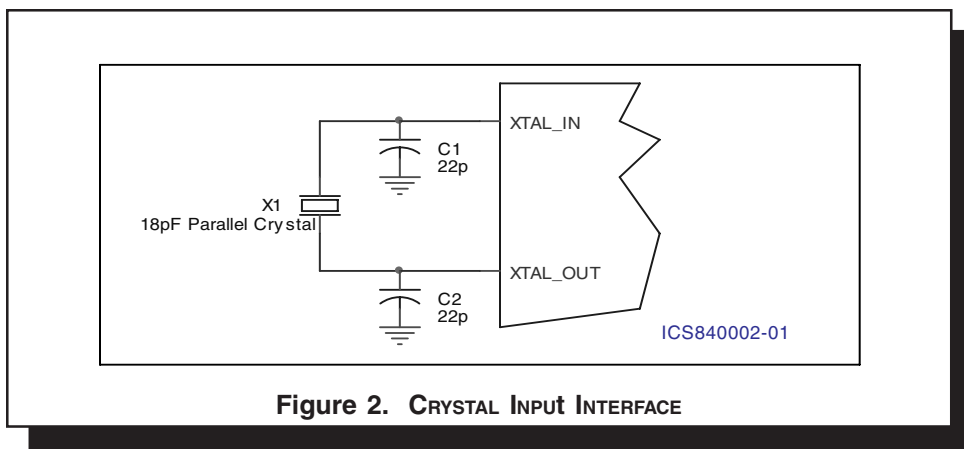 XTAL_IN
C1
22p
X1
18pF Parallel Crystal
XTAL_OUT
C2
22p
ICS840002-01
Figure 2. CRYSTAL INPUt INTERFACE